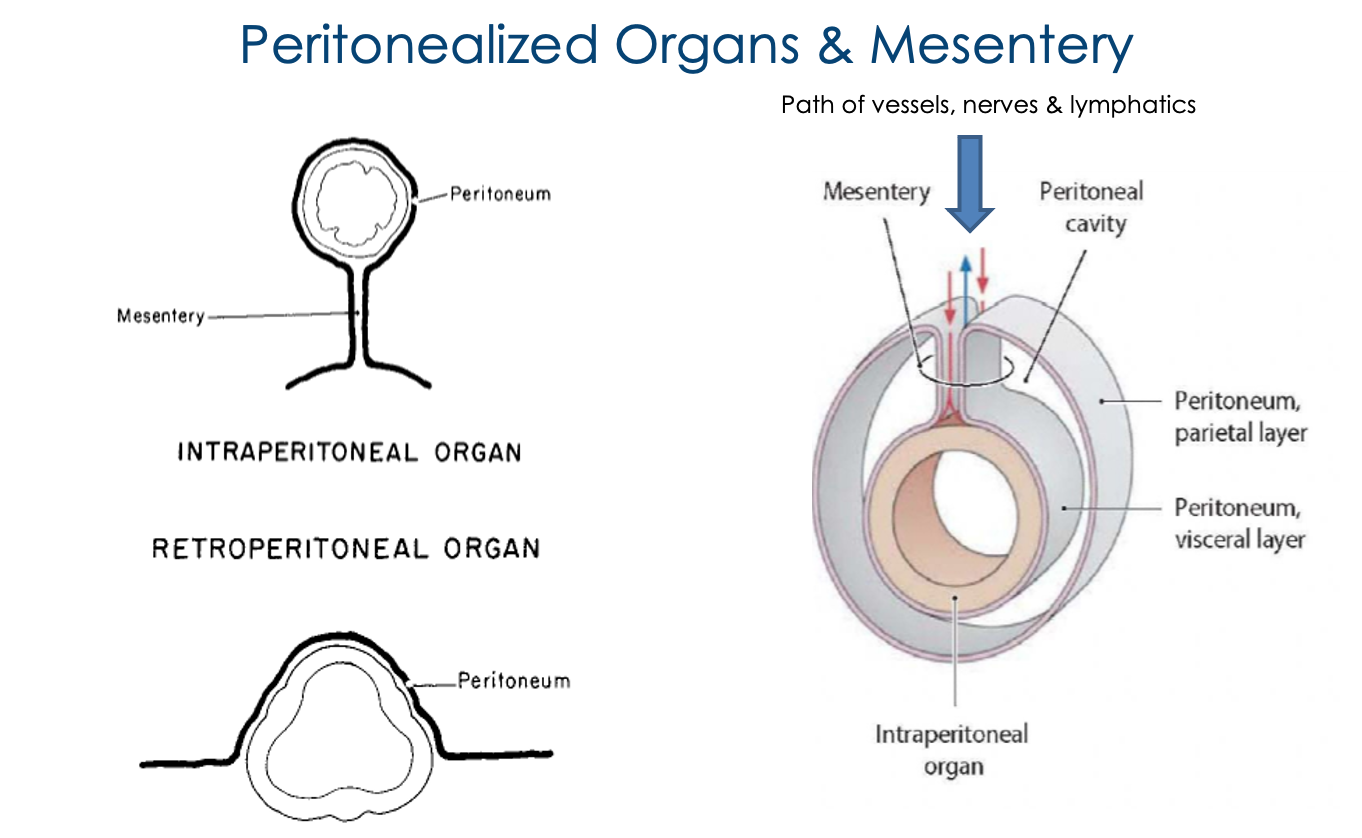 Peritonealized Organs & Mesentery
Path of vessels, nerves & lymphatics
Peritoneum
Mesentery
INTRAPERITONEAL ORGAN
RETROPERITONEAL ORGAN
Peritoneum
Mesentery
Peritoneal
cavity
Peritoneum,
parietal layer
Peritoneum,
visceral layer
Intraperitoneal
organ